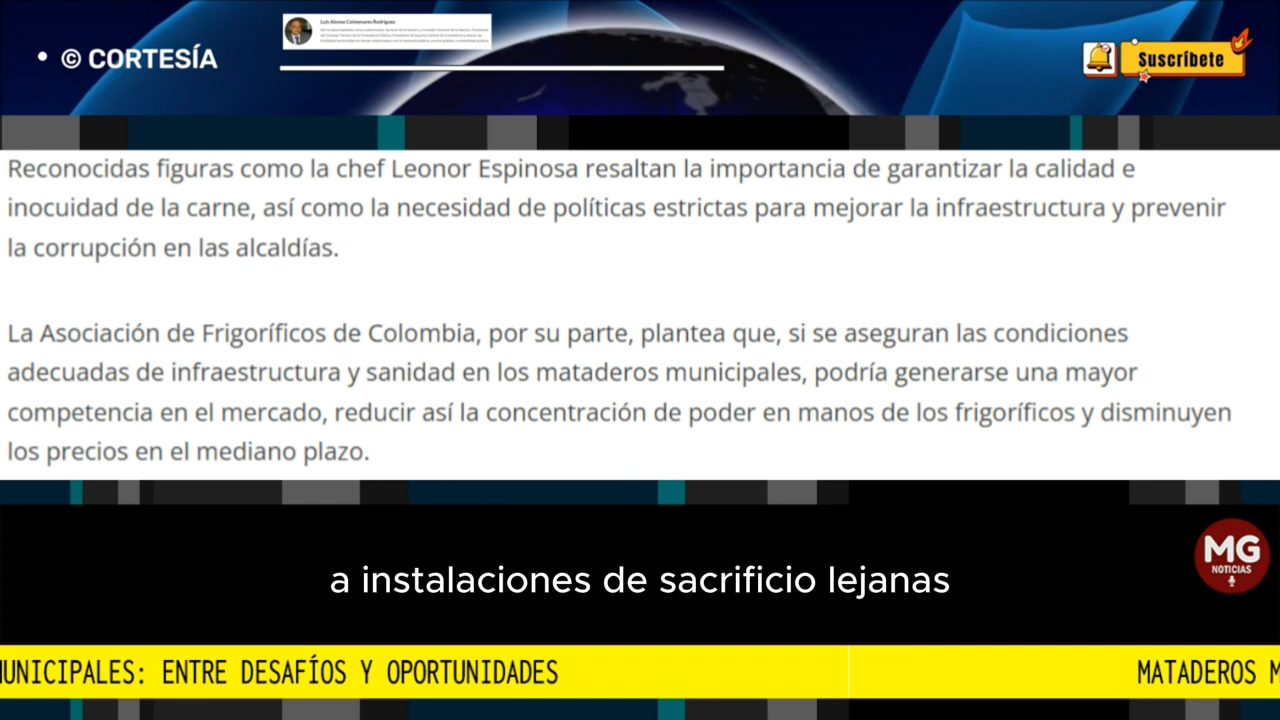 • © CORTESÍA
Luis Alonso Colmenares Rodríguez
Suscríbete
Reconocidas figuras como la chef Leonor Espinosa resaltan la importancia de garantizar la calidad e
inocuidad de la carne, así como la necesidad de políticas estrictas para mejorar la infraestructura y prevenir
la corrupción en las alcaldías.
La Asociación de Frigoríficos de Colombia, por su parte, plantea que, si se aseguran las condiciones
adecuadas de infraestructura y sanidad en los mataderos municipales, podría generarse una mayor
competencia en el mercado, reducir así la concentración de poder en manos de los frigoríficos y disminuyen
los precios en el mediano plazo.
MG
NOTICIAS
a instalaciones de sacrificio lejanas
UNICIPALES: ENTRE DESAFÍOS Y OPORTUNIDADES
MATADEROS M